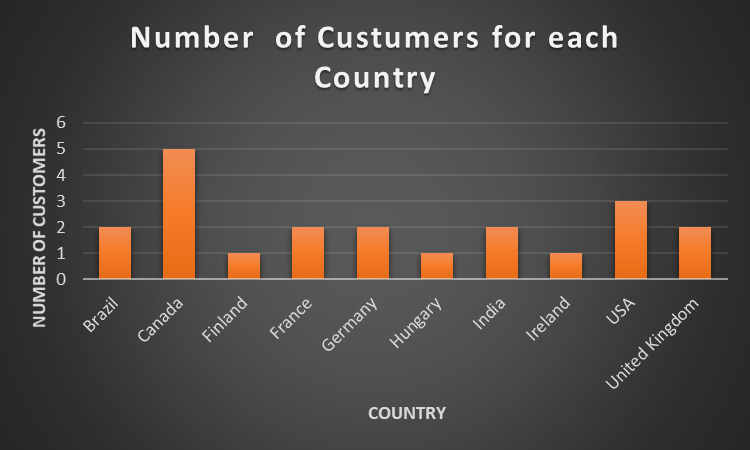 Number  of Custumers for each
Country
NUMBER OF CUSTOMERS
6
5
4
3
2
1
0
Brazil
Canada
Finland
France
Germany
Hungary
India
Ireland
USA
United Kingdom
COUNTRY